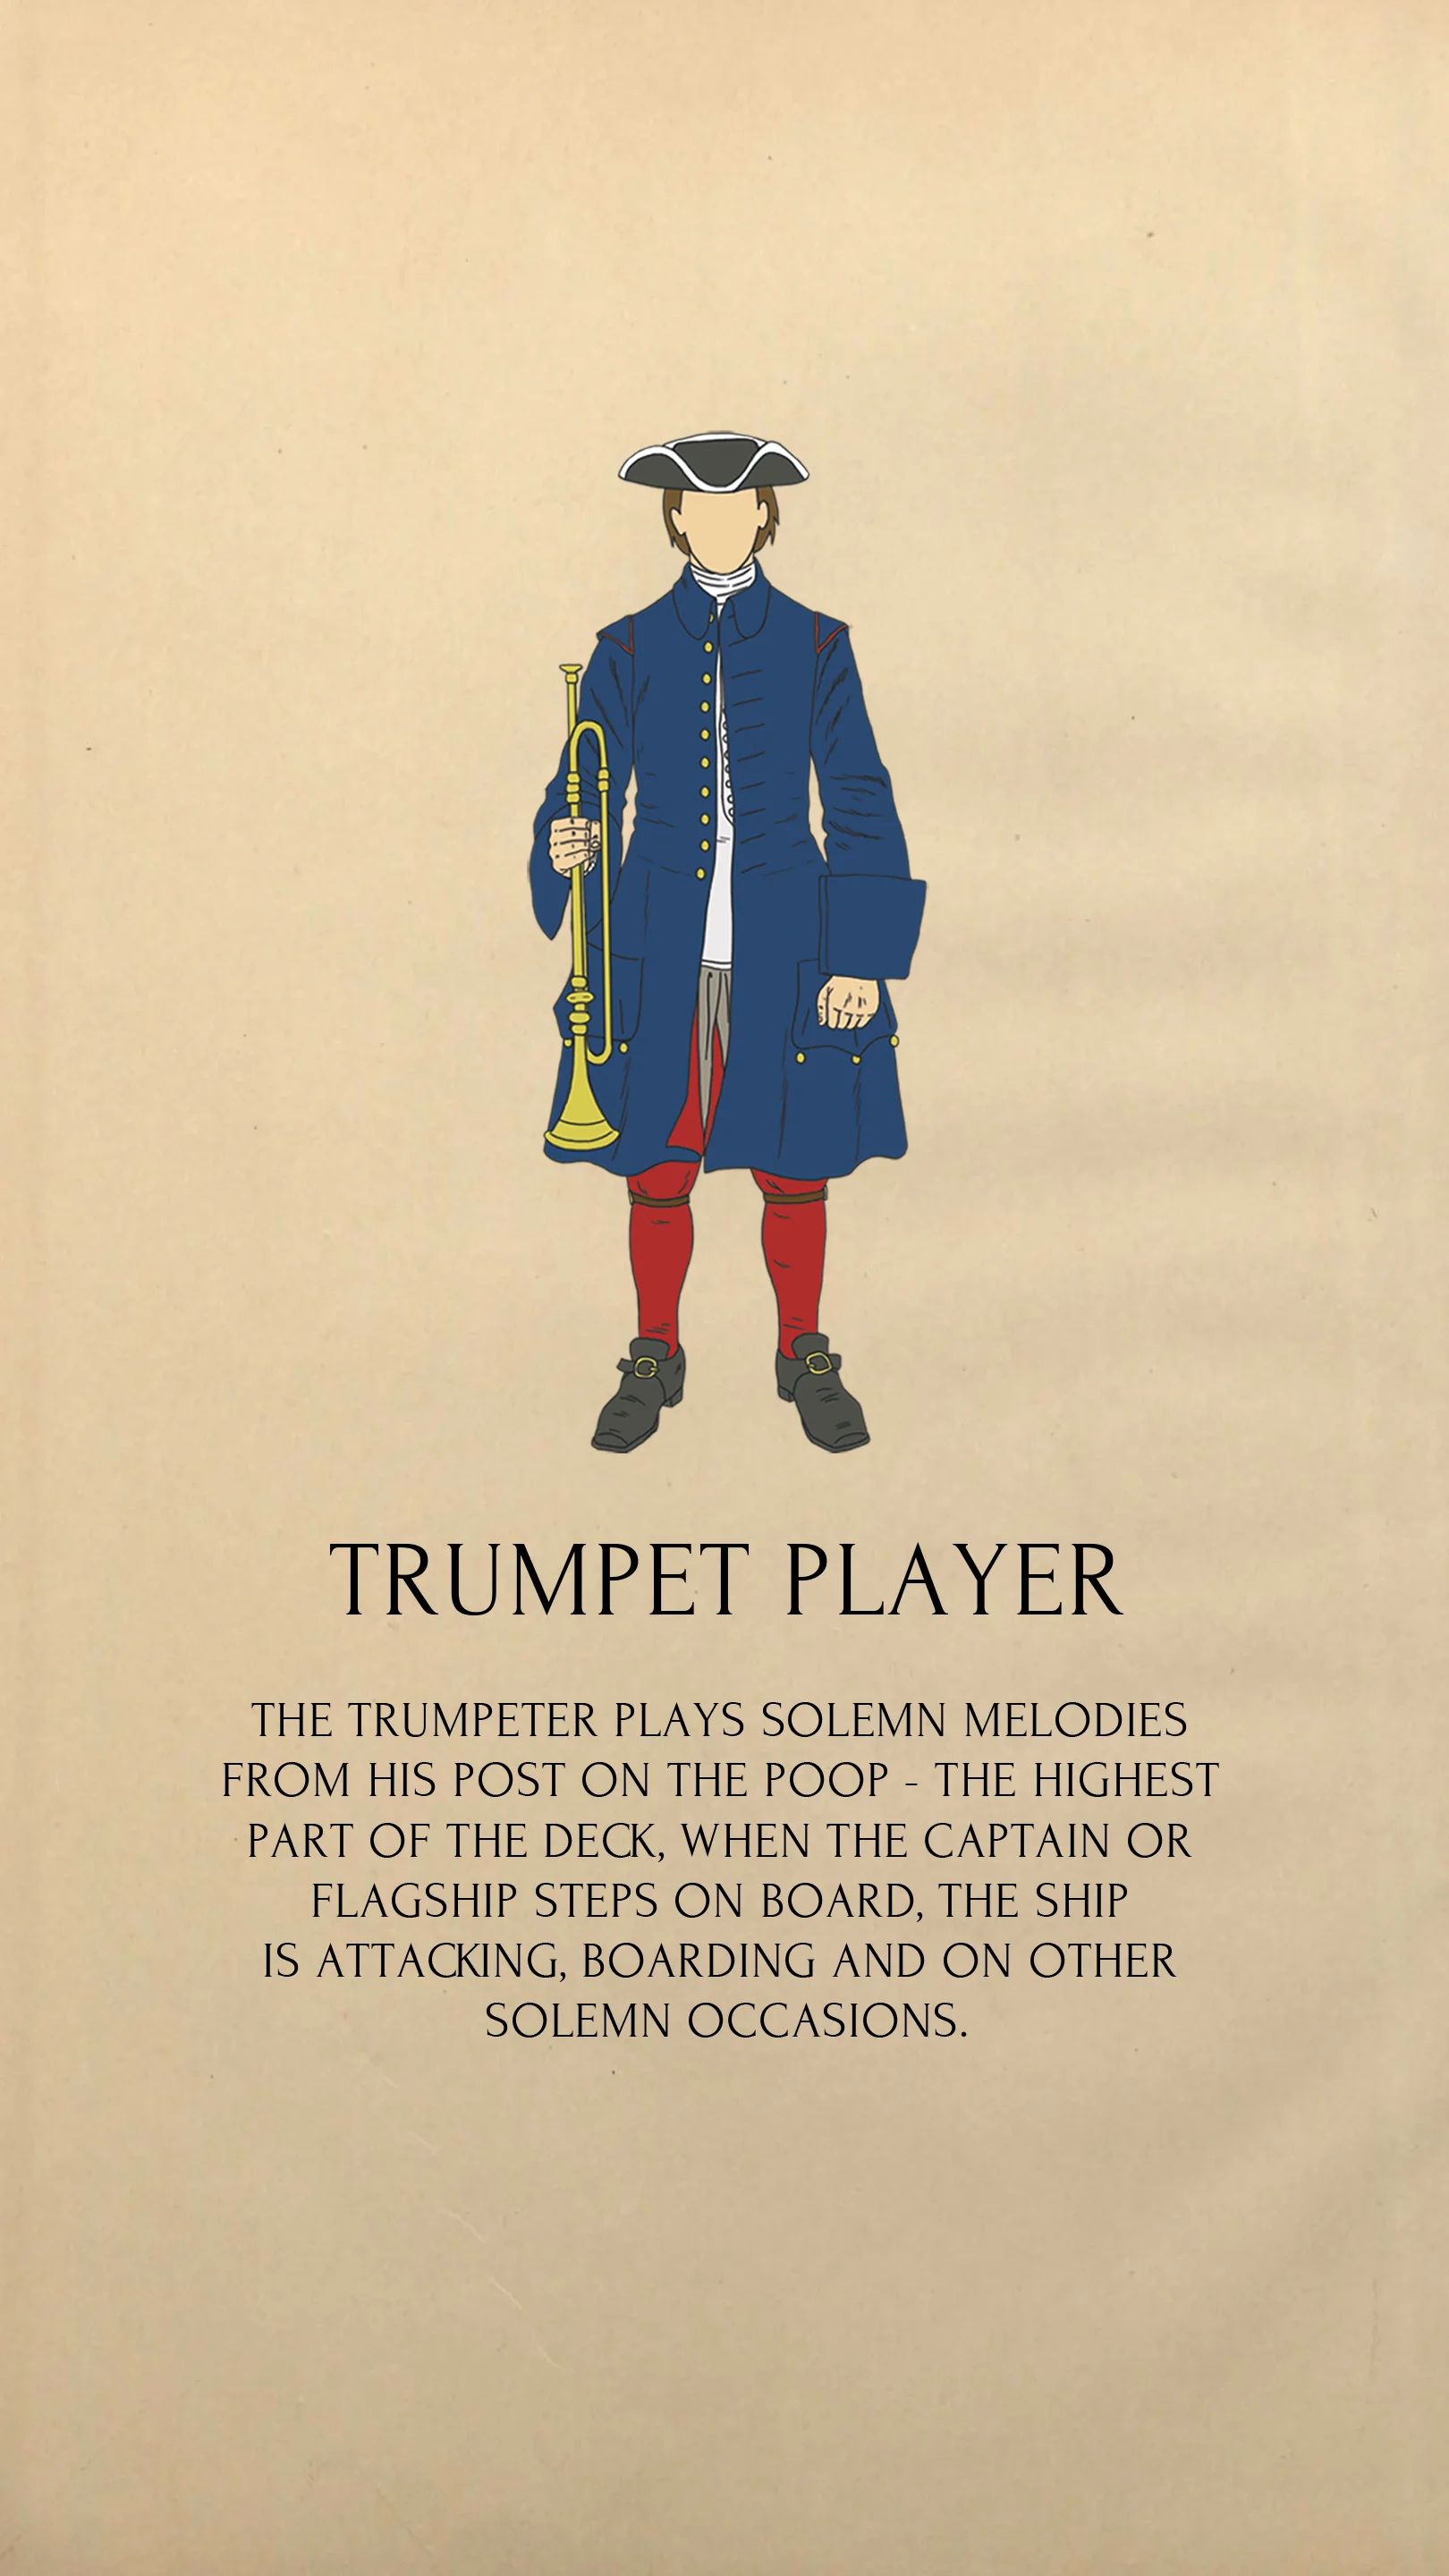 TRUMPET PLAYER
THE TRUMPETER PLAYS SOLEMN MELODIES
FROM HIS POST ON THE POOP - THE HIGHEST
PART OF THE DECK, WHEN THE CAPTAIN OR
FLAGSHIP STEPS ON BOARD, THE SHIP
IS ATTACKING, BOARDING AND ON OTHER
SOLEMN OCCASIONS.